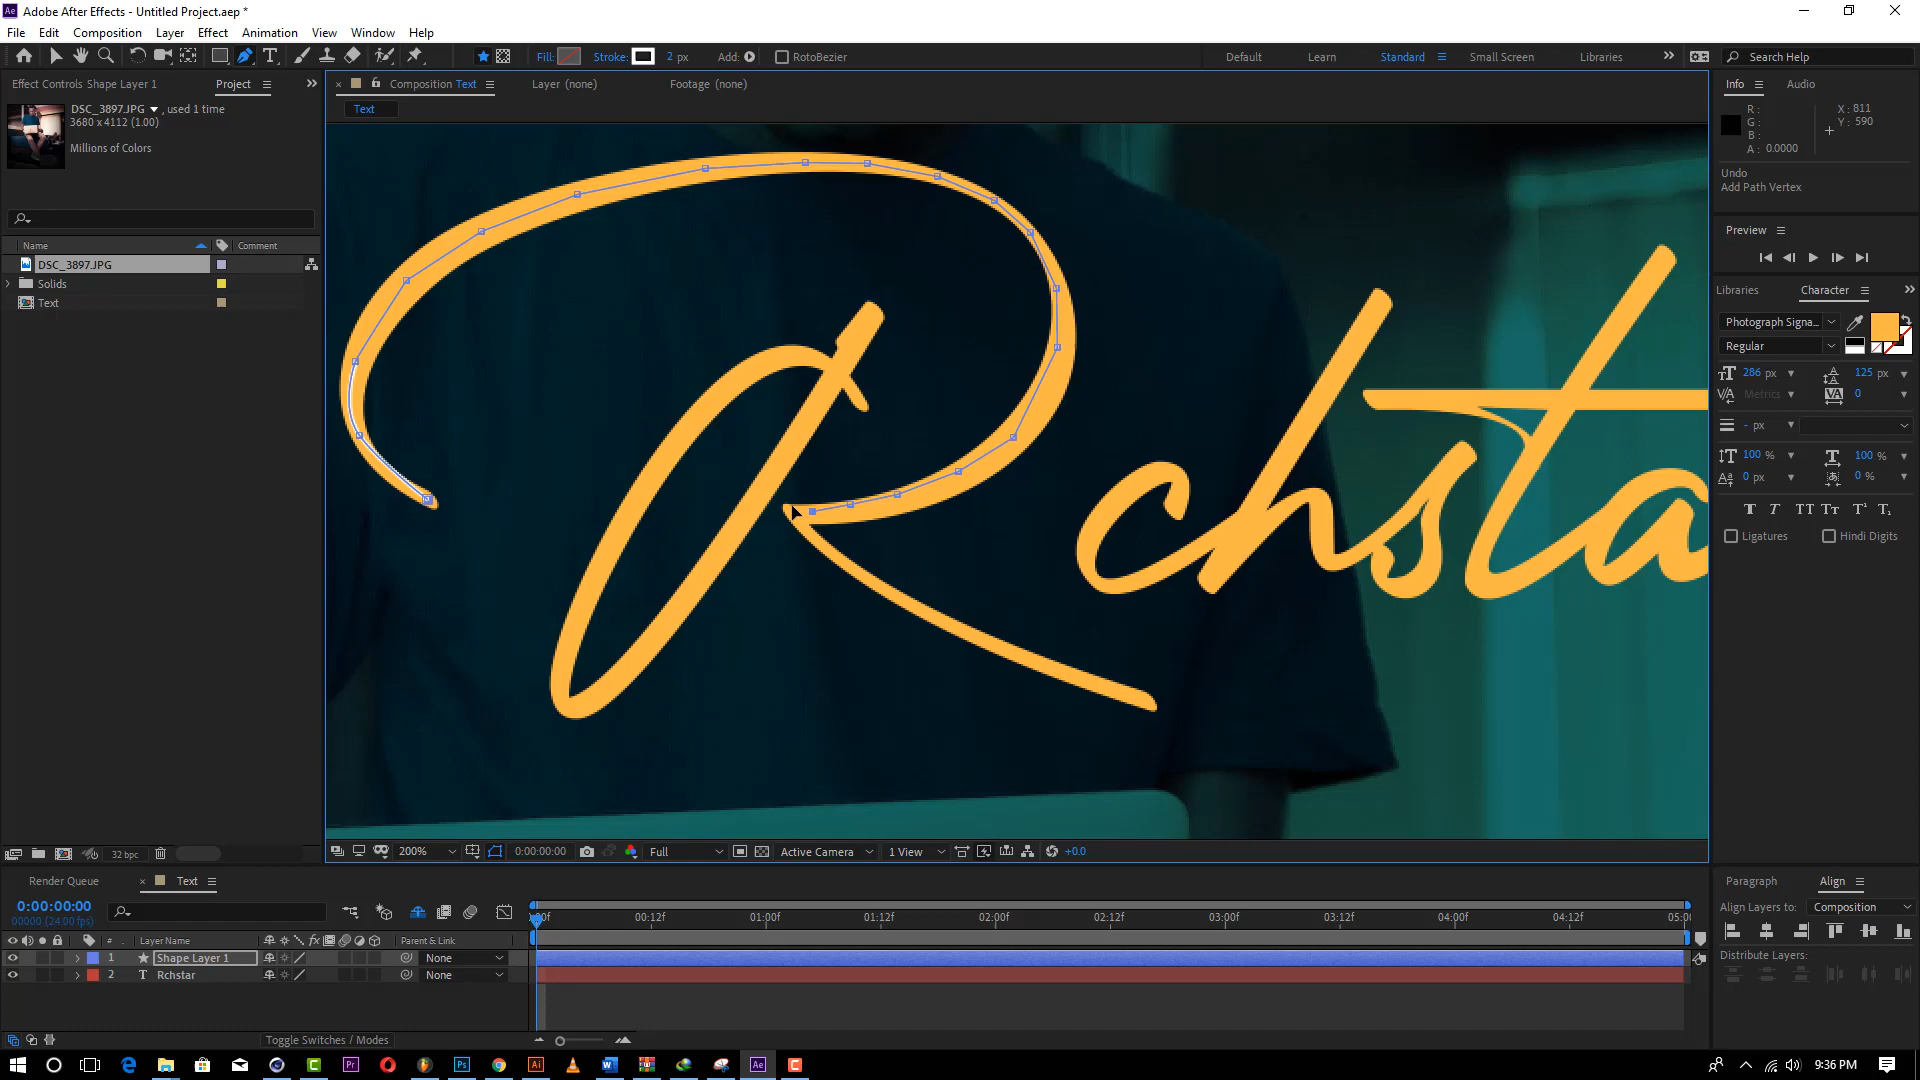 Adobe After Effects - Untitled Project.aep *
File Edit Composition Layer Effect Animation View Window Help
Fill: Stroke: 2 px Add: RotoBezier Default Learn Standard Small Screen Libraries Search Help
Effect Controls Shape Layer 1 Project
Composition Text Layer (none) Footage (none)
Text
DSC_3897.JPG , used 1 time
3680 x 4112 (1.00)
Millions of Colors
Name Comment
DSC_3897.JPG
Solids
Text
32 bpc
Rchsta
200% 0:00:00:00 Full Active Camera 1 View +0.0
Info Audio
R :
G :
B :
A : 0.0000
X : 811
Y : 590
Undo
Add Path Vertex
Preview
Libraries Character
Photograph Signa...
Regular
286 px 125 px
Metrics 0
- px
100 % 100 %
0 px 0 %
Ligatures Hindi Digits
Render Queue Text
0:00:00:00
00000 (24.00 fps)
# Layer Name Parent & Link
1 Shape Layer 1 None
2 T Rchstar None
Toggle Switches / Modes
:00f 00:12f 01:00f 01:12f 02:00f 02:12f 03:00f 03:12f 04:00f 04:12f 05:0
Paragraph Align
Align Layers to: Composition
Distribute Layers:
9:36 PM